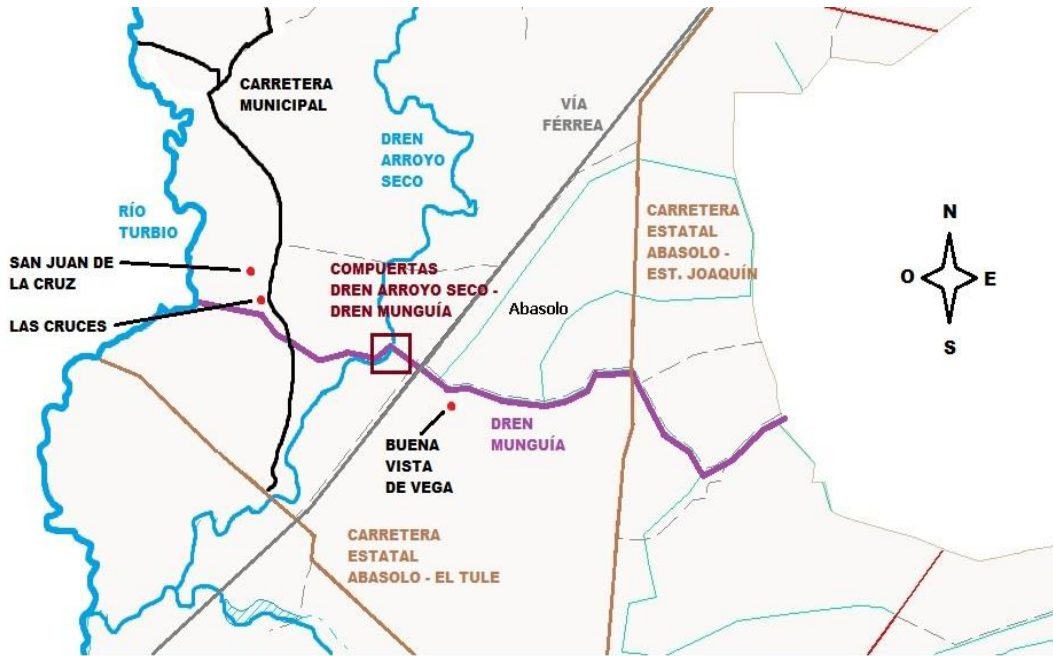 CARRETERA
MUNICIPAL
VÍA
FÉRREA
DREN
ARROYO
SECO
RÍO
TURBIO
CARRETERA
ESTATAL
ABASOLO -
EST. JOAQUÍN
N
O
E
S
SAN JUAN DE
LA CRUZ
COMPUERTAS
DREN ARROYO SECO -
DREN MUNGUÍA
LAS CRUCES
Abasolo
DREN
MUNGUÍA
BUENA
VISTA
DE VEGA
CARRETERA
ESTATAL
ABASOLO - EL TULE